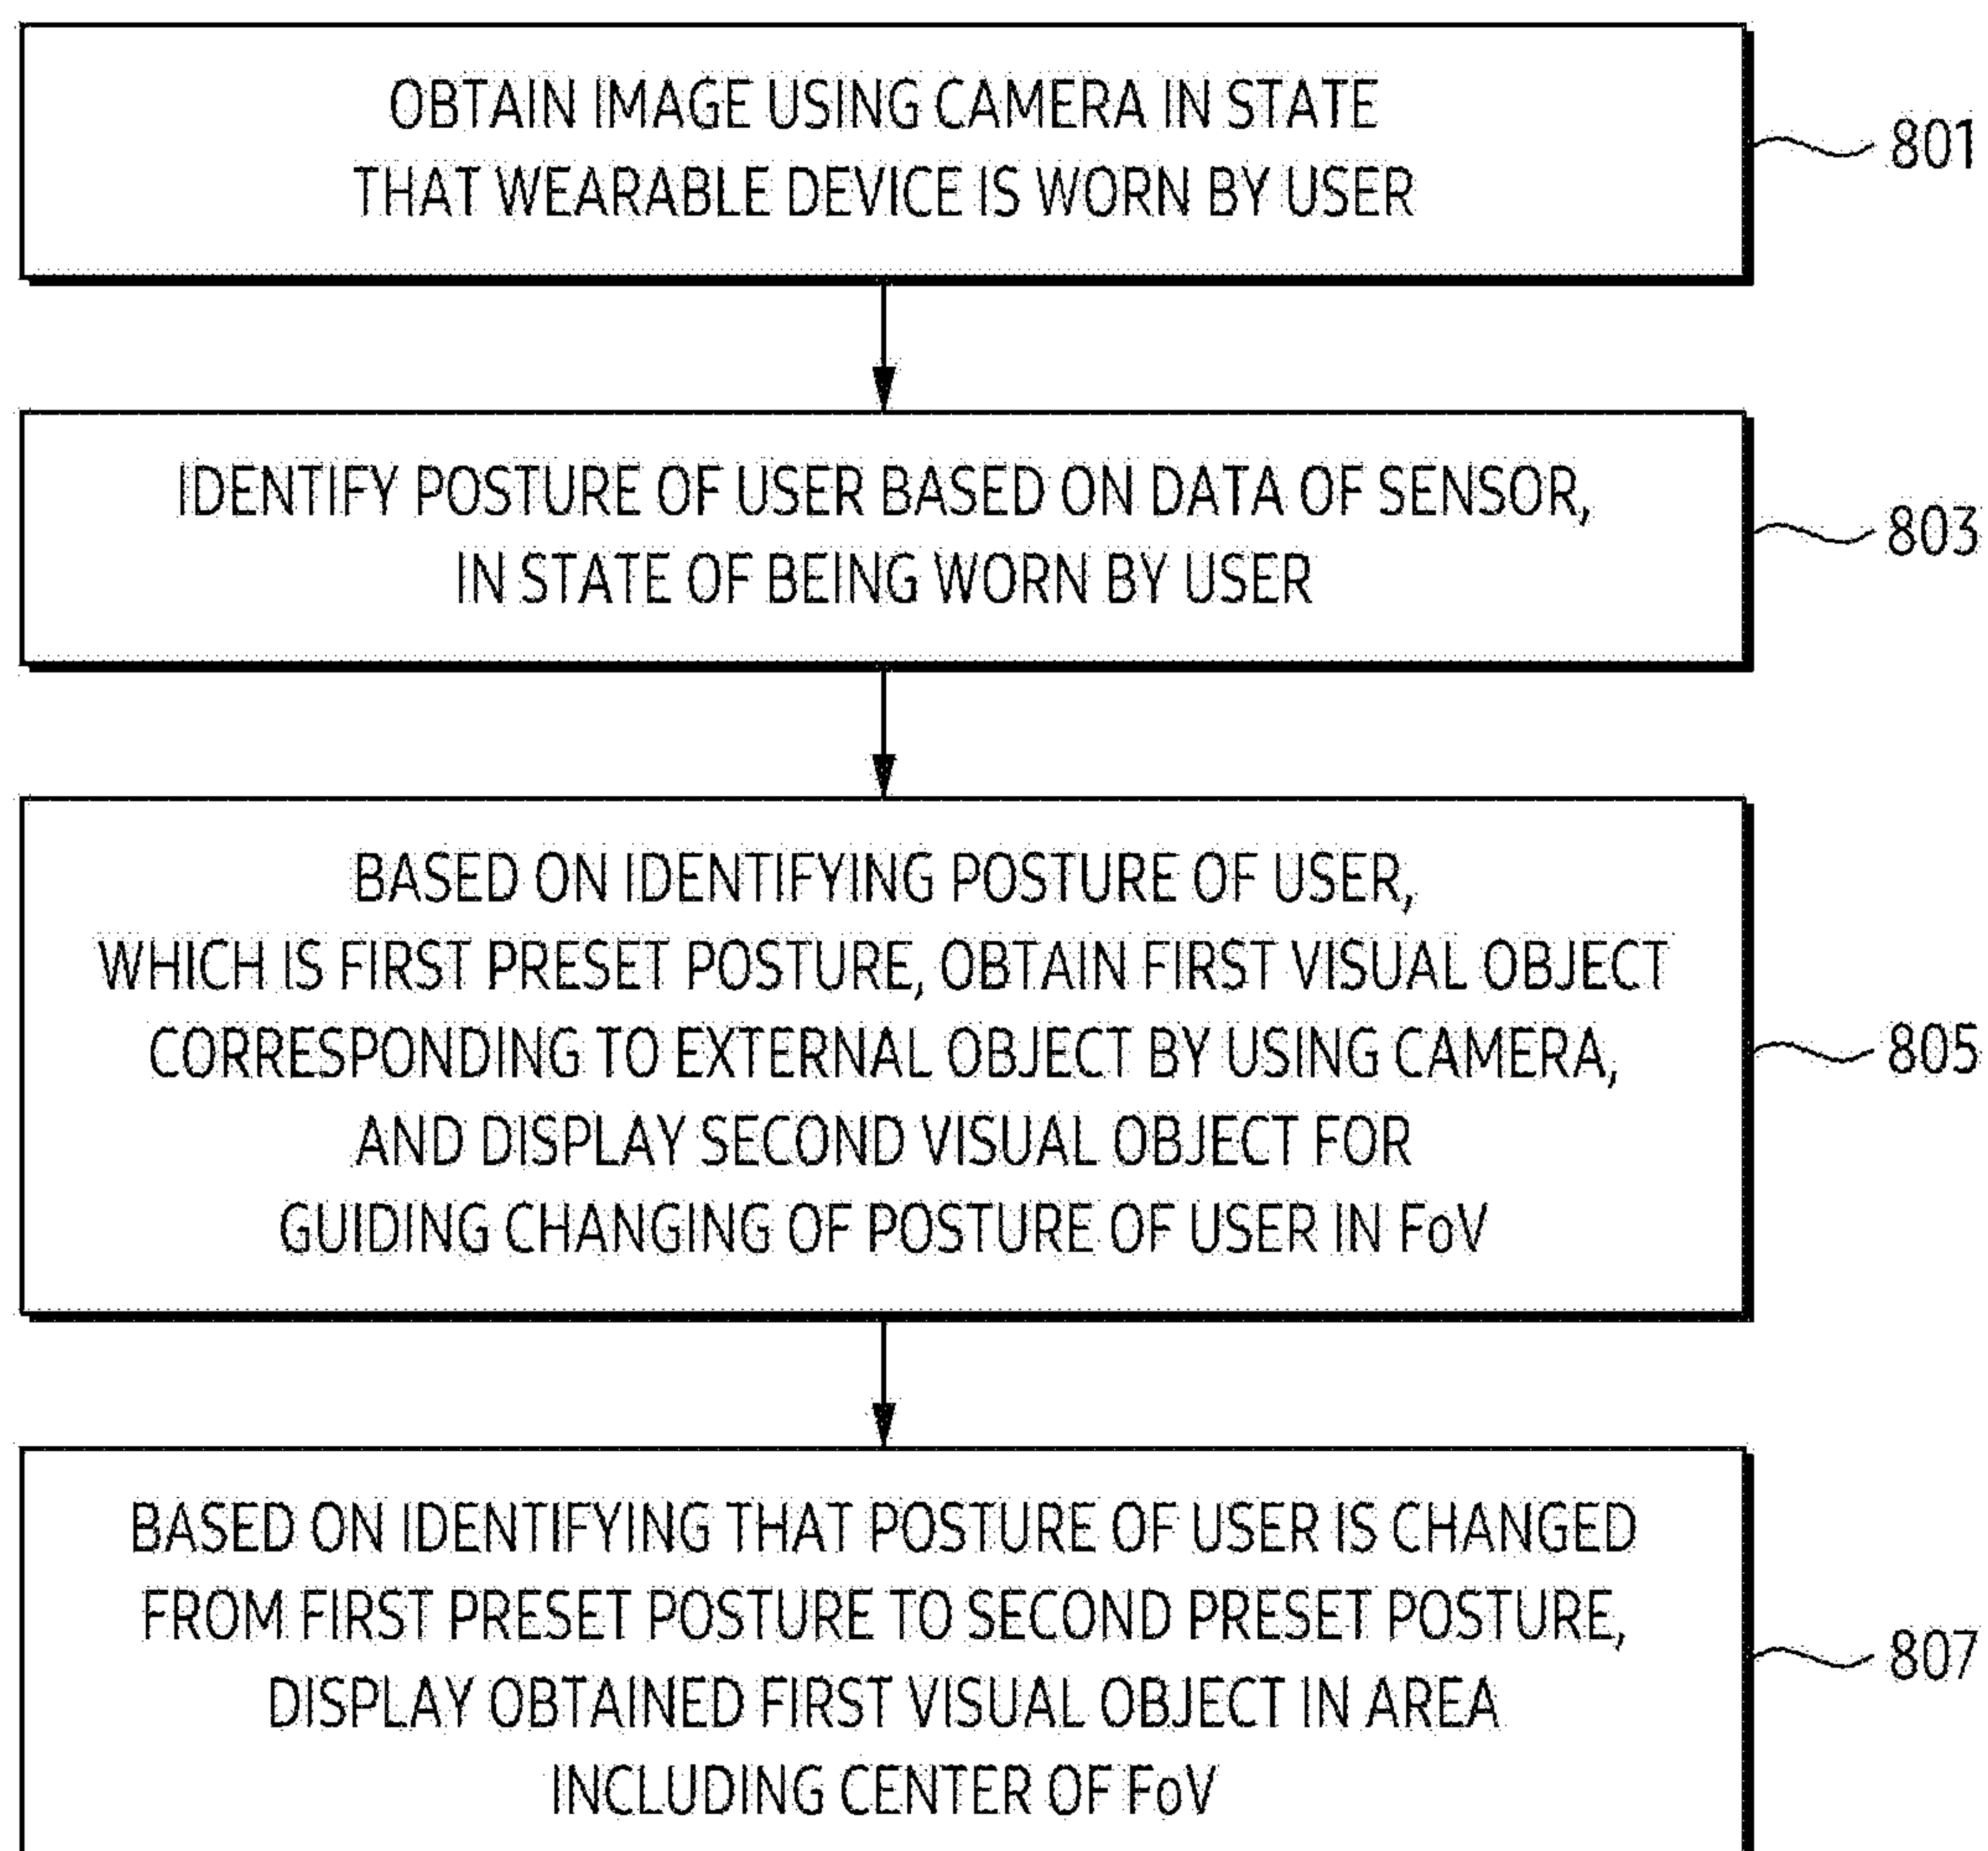 OBTAIN IMAGE USING CAMERA IN STATE
THAT WEARABLE DEVICE IS WORN BY USER
801
IDENTIFY POSTURE OF USER BASED ON DATA OF SENSOR,
IN STATE OF BEING WORN BY USER
803
BASED ON IDENTIFYING POSTURE OF USER,
WHICH IS FIRST PRESET POSTURE, OBTAIN FIRST VISUAL OBJECT
CORRESPONDING TO EXTERNAL OBJECT BY USING CAMERA,
AND DISPLAY SECOND VISUAL OBJECT FOR
GUIDING CHANGING OF POSTURE OF USER IN FoV
805
BASED ON IDENTIFYING THAT POSTURE OF USER IS CHANGED
FROM FIRST PRESET POSTURE TO SECOND PRESET POSTURE,
DISPLAY OBTAINED FIRST VISUAL OBJECT IN AREA
INCLUDING CENTER OF FoV
807